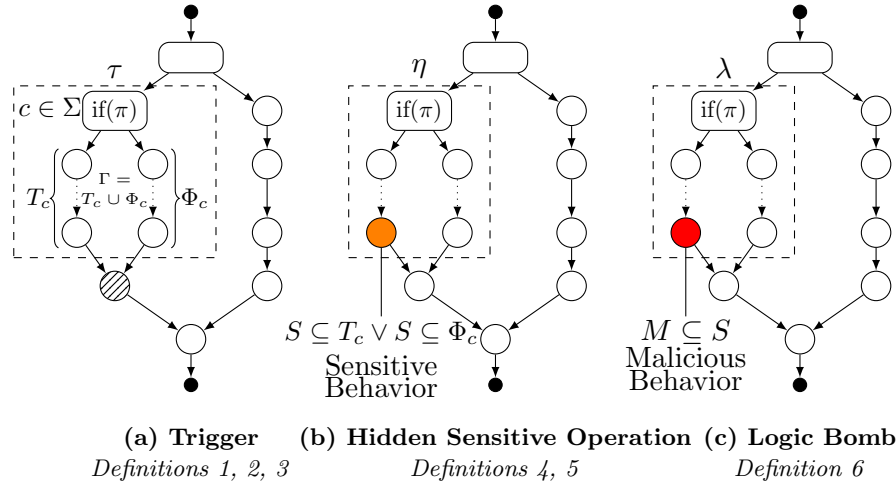 τ
c ∈ Σ
if(π)
T_c
Γ =
T_c ∪ Φ_c
Φ_c
η
if(π)
S ⊆ T_c ∨ S ⊆ Φ_c
Sensitive
Behavior
λ
if(π)
M ⊆ S
Malicious
Behavior
(a) Trigger
Definitions 1, 2, 3
(b) Hidden Sensitive Operation
Definitions 4, 5
(c) Logic Bomb
Definition 6